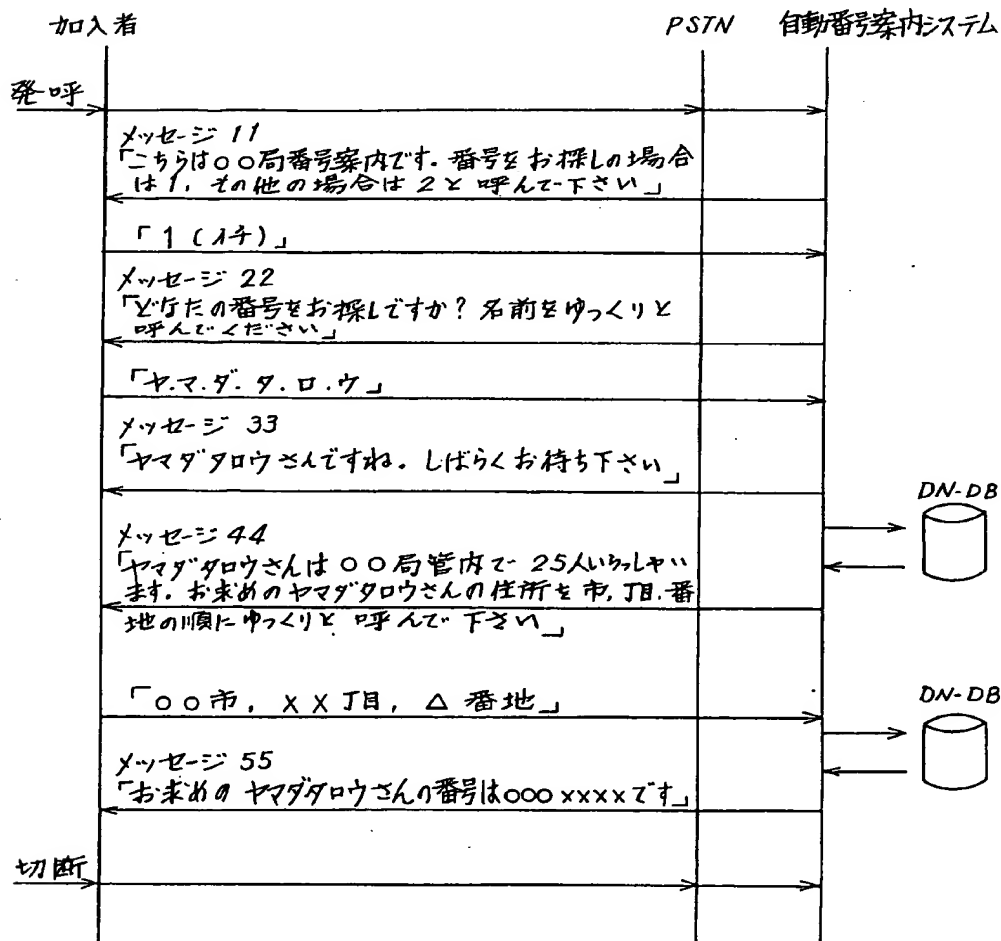 加入者
PSTN
自動番号案内システム
発呼
メッセージ 11
「こちらは○○局番号案内です. 番号をお探しの場合
は1, その他の場合は2と呼んで下さい」
「1 (イチ)」
メッセージ 22
「どなたの番号をお探しですか? 名前をゆっくりと
呼んでください」
「ヤ.マ.ダ.タ.ロ.ウ」
メッセージ 33
「ヤマダタロウさんですね. しばらくお待ち下さい」
DN-DB
メッセージ 44
「ヤマダタロウさんは○○局管内で 25人いらっしゃい
ます. お求めのヤマダタロウさんの住所を市, 丁目, 番
地の順にゆっくりと 呼んで下さい」
「○○市, ××丁目, △番地」
DN-DB
メッセージ 55
「お求めの ヤマダタロウさんの番号は○○○××××です」
切断